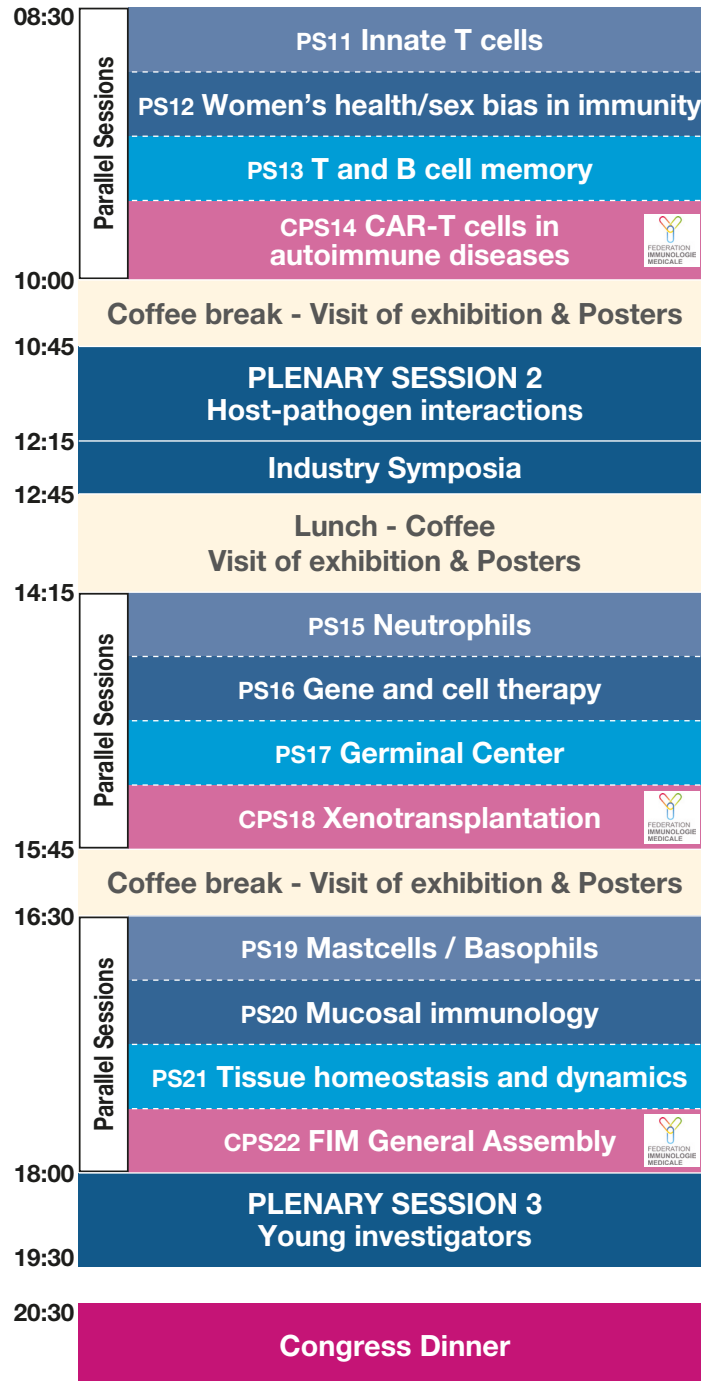 08:30
Parallel Sessions
PS11 Innate T cells
PS12 Women's health/sex bias in immunity
PS13 T and B cell memory
CPS14 CAR-T cells in
autoimmune diseases
FEDERATION
IMMUNOLOGIE
MEDICALE
10:00
Coffee break - Visit of exhibition & Posters
10:45
PLENARY SESSION 2
Host-pathogen interactions
12:15
Industry Symposia
12:45
Lunch - Coffee
Visit of exhibition & Posters
14:15
Parallel Sessions
PS15 Neutrophils
PS16 Gene and cell therapy
PS17 Germinal Center
CPS18 Xenotransplantation
FEDERATION
IMMUNOLOGIE
MEDICALE
15:45
Coffee break - Visit of exhibition & Posters
16:30
Parallel Sessions
PS19 Mastcells / Basophils
PS20 Mucosal immunology
PS21 Tissue homeostasis and dynamics
CPS22 FIM General Assembly
FEDERATION
IMMUNOLOGIE
MEDICALE
18:00
PLENARY SESSION 3
Young investigators
19:30
20:30
Congress Dinner